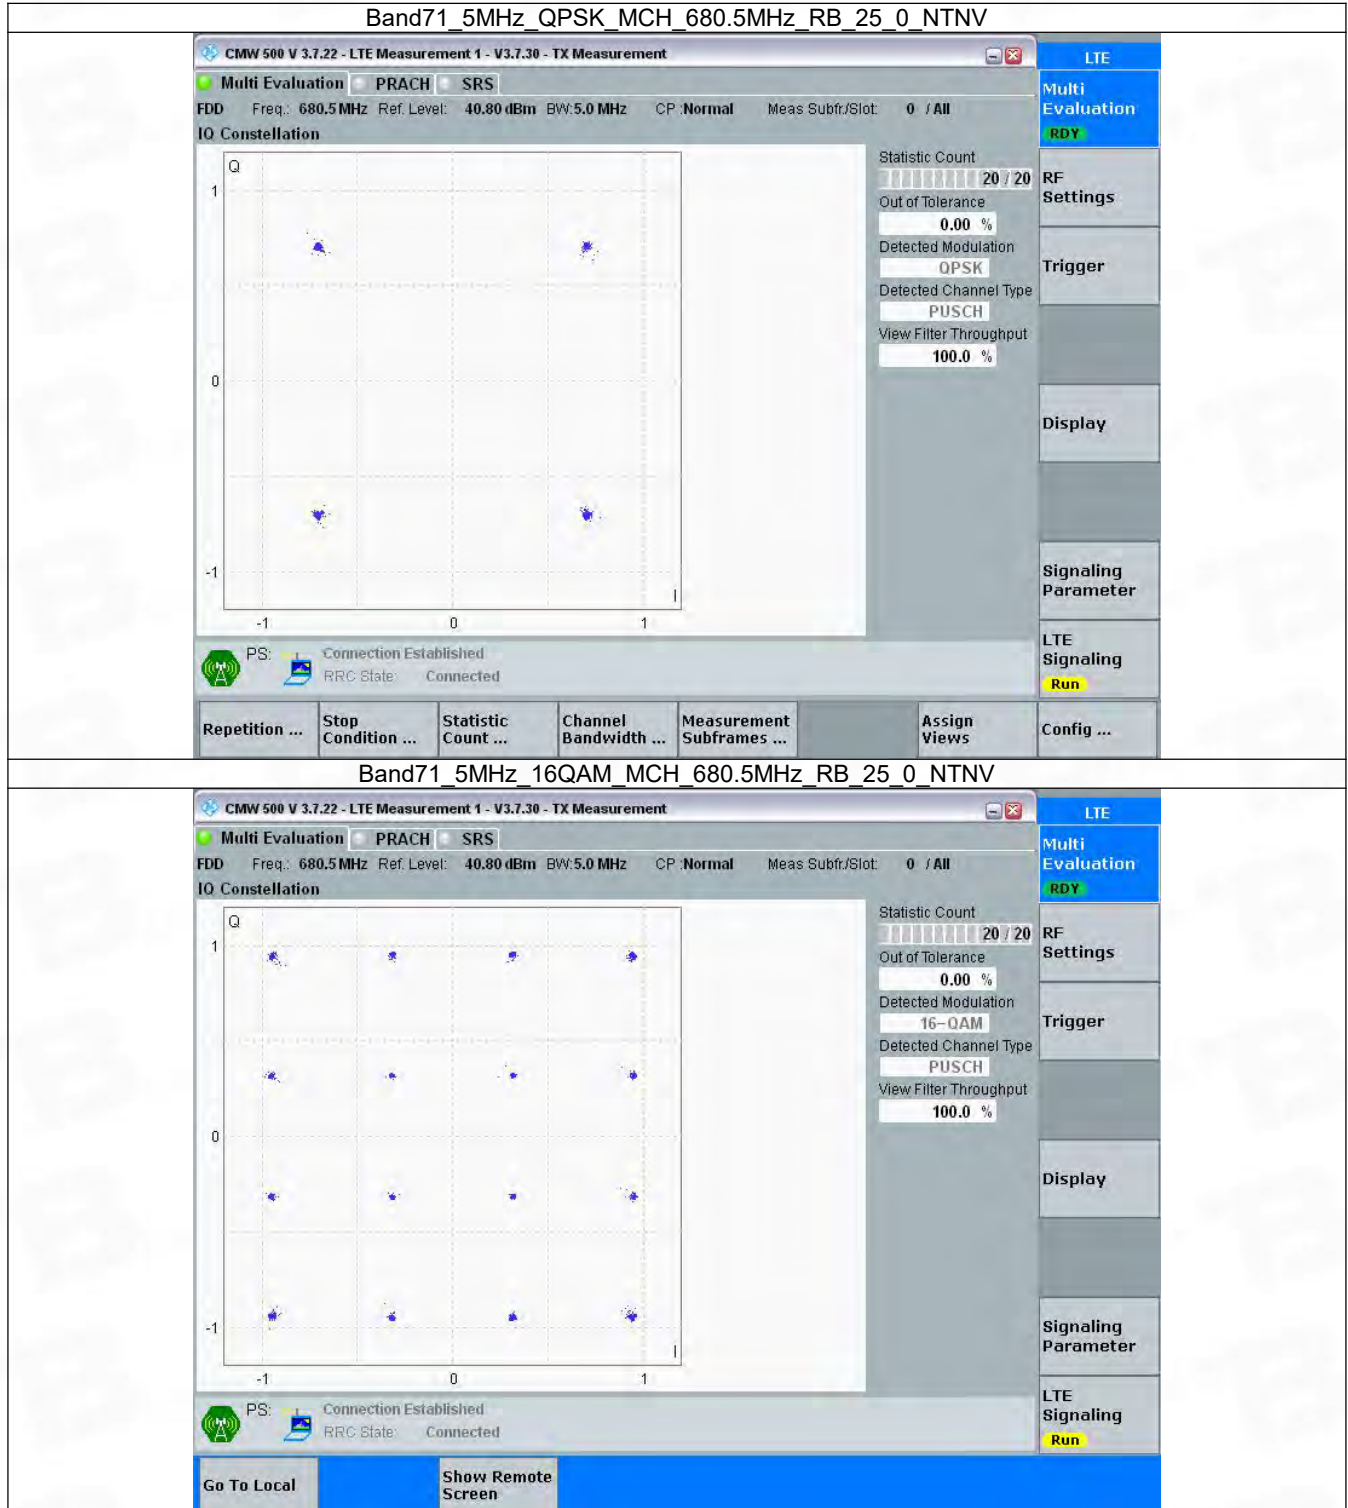 Band71_5MHz_QPSK_MCH_680.5MHz_RB_25_0_NTNV
CMW 500 V 3.7.22 - LTE Measurement 1 - V3.7.30 - TX Measurement
LTE
Multi Evaluation PRACH SRS
Multi
Evaluation
RDY
FDD Freq.: 680.5 MHz Ref. Level: 40.80 dBm BW:5.0 MHz CP :Normal Meas Subfr./Slot: 0 / All
IQ Constellation
Q
1
0
-1
I
-1 0 1
Statistic Count
20 / 20
Out of Tolerance
0.00 %
Detected Modulation
QPSK
Detected Channel Type
PUSCH
View Filter Throughput
100.0 %
RF
Settings
Trigger
Display
Signaling
Parameter
LTE
Signaling
Run
PS: Connection Established
RRC State: Connected
Repetition ...
Stop
Condition ...
Statistic
Count ...
Channel
Bandwidth ...
Measurement
Subframes ...
Assign
Views
Config ...
Band71_5MHz_16QAM_MCH_680.5MHz_RB_25_0_NTNV
CMW 500 V 3.7.22 - LTE Measurement 1 - V3.7.30 - TX Measurement
LTE
Multi Evaluation PRACH SRS
Multi
Evaluation
RDY
FDD Freq.: 680.5 MHz Ref. Level: 40.80 dBm BW:5.0 MHz CP :Normal Meas Subfr./Slot: 0 / All
IQ Constellation
Q
1
0
-1
I
-1 0 1
Statistic Count
20 / 20
Out of Tolerance
0.00 %
Detected Modulation
16-QAM
Detected Channel Type
PUSCH
View Filter Throughput
100.0 %
RF
Settings
Trigger
Display
Signaling
Parameter
LTE
Signaling
Run
PS: Connection Established
RRC State: Connected
Go To Local
Show Remote
Screen